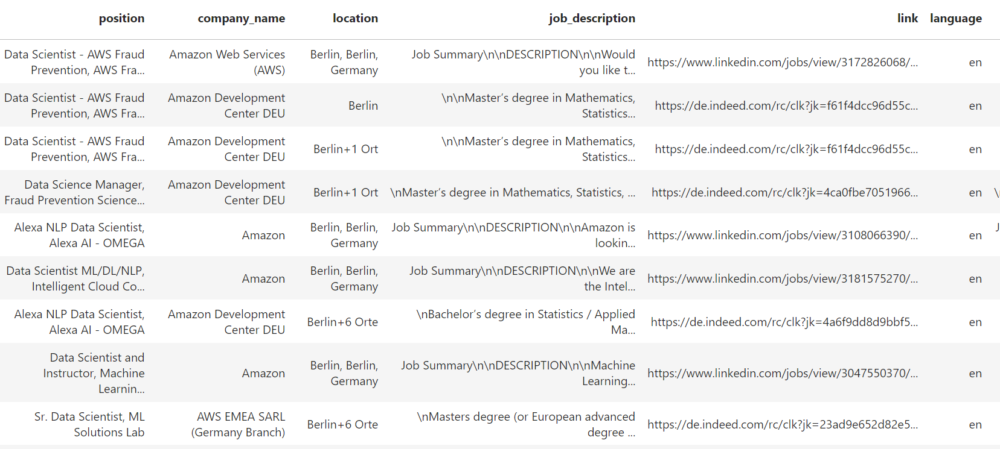 position company_name location job_description link language
Data Scientist - AWS Fraud Prevention, AWS Fra... Amazon Web Services (AWS) Berlin, Berlin, Germany Job Summary\n\nDESCRIPTION\n\nWould you like t... https://www.linkedin.com/jobs/view/3172826068/... en
Data Scientist - AWS Fraud Prevention, AWS Fra... Amazon Development Center DEU Berlin \n\nMaster’s degree in Mathematics, Statistics... https://de.indeed.com/rc/clk?jk=f61f4dcc96d55c... en
Data Scientist - AWS Fraud Prevention, AWS Fra... Amazon Development Center DEU Berlin+1 Ort \n\nMaster’s degree in Mathematics, Statistics... https://de.indeed.com/rc/clk?jk=f61f4dcc96d55c... en
Data Science Manager, Fraud Prevention Science... Amazon Development Center DEU Berlin+1 Ort \nMaster’s degree in Mathematics, Statistics, ... https://de.indeed.com/rc/clk?jk=4ca0fbe7051966... en
Alexa NLP Data Scientist, Alexa AI - OMEGA Amazon Berlin, Berlin, Germany Job Summary\n\nDESCRIPTION\n\nAmazon is lookin... https://www.linkedin.com/jobs/view/3108066390/... en
Data Scientist ML/DL/NLP, Intelligent Cloud Co... Amazon Berlin, Berlin, Germany Job Summary\n\nDESCRIPTION\n\nWe are the Intel... https://www.linkedin.com/jobs/view/3181575270/... en
Alexa NLP Data Scientist, Alexa AI - OMEGA Amazon Development Center DEU Berlin+6 Orte \nBachelor’s degree in Statistics / Applied Ma... https://de.indeed.com/rc/clk?jk=4a6f9dd8d9bbf5... en
Data Scientist and Instructor, Machine Learnin... Amazon Berlin, Berlin, Germany Job Summary\n\nDESCRIPTION\n\nMachine Learning... https://www.linkedin.com/jobs/view/3047550370/... en
Sr. Data Scientist, ML Solutions Lab AWS EMEA SARL (Germany Branch) Berlin+6 Orte \nMasters degree (or European advanced degree ... https://de.indeed.com/rc/clk?jk=23ad9e652d82e5... en